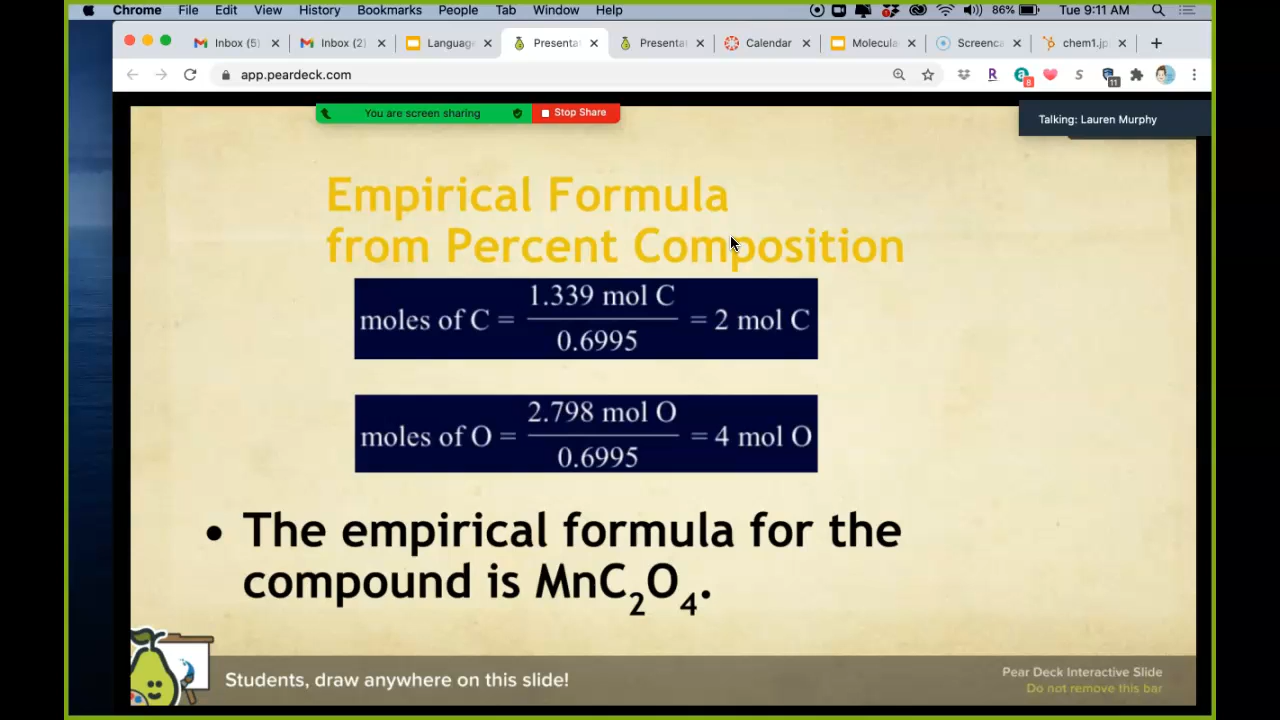 Chrome File Edit View History Bookmarks People Tab Window Help 86% Tue 9:11 AM
Inbox (5) Inbox (2) Language Presenta Presenta Calendar Molecula Screenca chem1.jp
app.peardeck.com R 8 S 11
You are screen sharing Stop Share
Talking: Lauren Murphy
Empirical Formula
from Percent Composition
moles of C = 1.339 mol C / 0.6995 = 2 mol C
moles of O = 2.798 mol O / 0.6995 = 4 mol O
• The empirical formula for the
compound is MnC₂O₄.
Students, draw anywhere on this slide!
Pear Deck Interactive Slide
Do not remove this bar